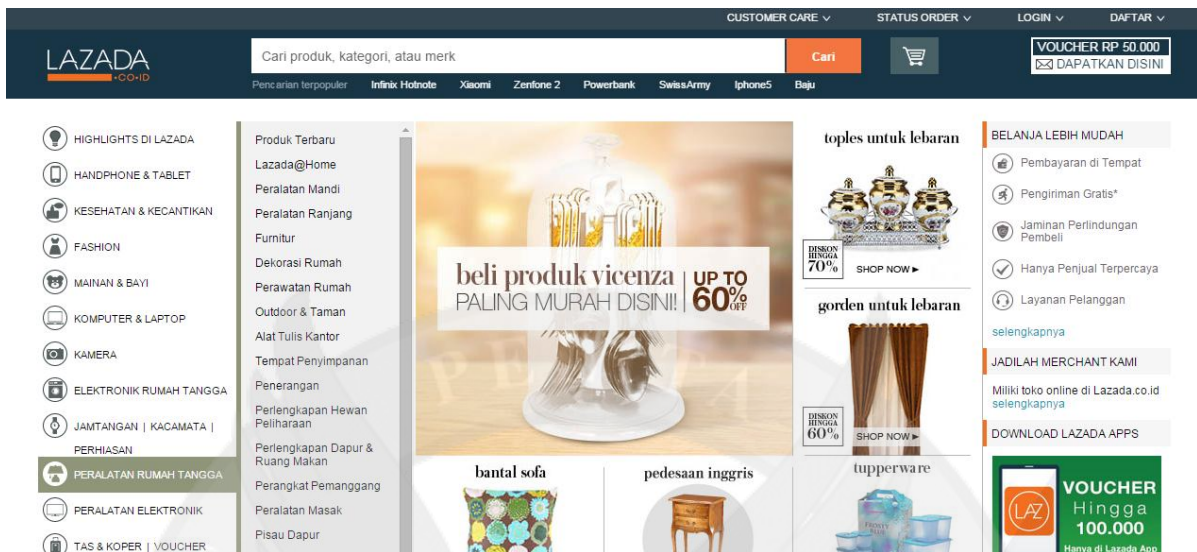 CUSTOMER CARE
STATUS ORDER
LOGIN
DAFTAR
LAZADA
.CO.ID
Cari produk, kategori, atau merk
Cari
VOUCHER RP 50.000
DAPATKAN DISINI
Pencarian terpopuler Infinix Hotnote Xiaomi Zenfone 2 Powerbank SwissArmy Iphone5 Baju
HIGHLIGHTS DI LAZADA
HANDPHONE & TABLET
KESEHATAN & KECANTIKAN
FASHION
MAINAN & BAYI
KOMPUTER & LAPTOP
KAMERA
ELEKTRONIK RUMAH TANGGA
JAMTANGAN | KACAMATA |
PERHIASAN
PERALATAN RUMAH TANGGA
PERALATAN ELEKTRONIK
TAS & KOPER | VOUCHER
Produk Terbaru
Lazada@Home
Peralatan Mandi
Peralatan Ranjang
Furnitur
Dekorasi Rumah
Perawatan Rumah
Outdoor & Taman
Alat Tulis Kantor
Tempat Penyimpanan
Penerangan
Perlengkapan Hewan
Peliharaan
Perlengkapan Dapur &
Ruang Makan
Perangkat Pemanggang
Peralatan Masak
Pisau Dapur
beli produk vicenza
PALING MURAH DISINI!
UP TO
60% OFF
bantal sofa
pedesaan inggris
toples untuk lebaran
DISKON
HINGGA
70%
SHOP NOW
gorden untuk lebaran
DISKON
HINGGA
60%
SHOP NOW
tupperware
BELANJA LEBIH MUDAH
Pembayaran di Tempat
Pengiriman Gratis*
Jaminan Perlindungan
Pembeli
Hanya Penjual Terpercaya
Layanan Pelanggan
selengkapnya
JADILAH MERCHANT KAMI
Miliki toko online di Lazada.co.id
selengkapnya
DOWNLOAD LAZADA APPS
LAZ
VOUCHER
Hingga
100.000
Hanya di Lazada App